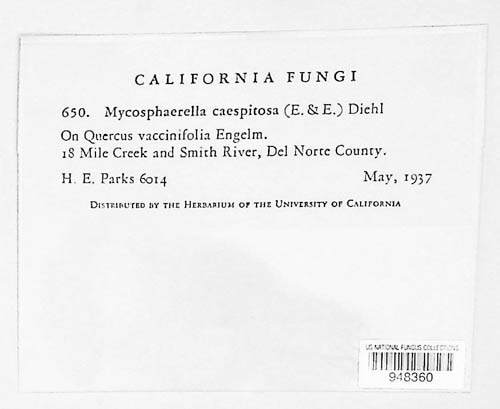 CALIFORNIA FUNGI
650. Mycosphaerella caespitosa (E. & E.) Diehl
On Quercus vaccinifolia Engelm.
18 Mile Creek and Smith River, Del Norte County.
H. E. Parks 6014 May, 1937
DISTRIBUTED BY THE HERBARIUM OF THE UNIVERSITY OF CALIFORNIA
US NATIONAL FUNGUS COLLECTIONS
948360